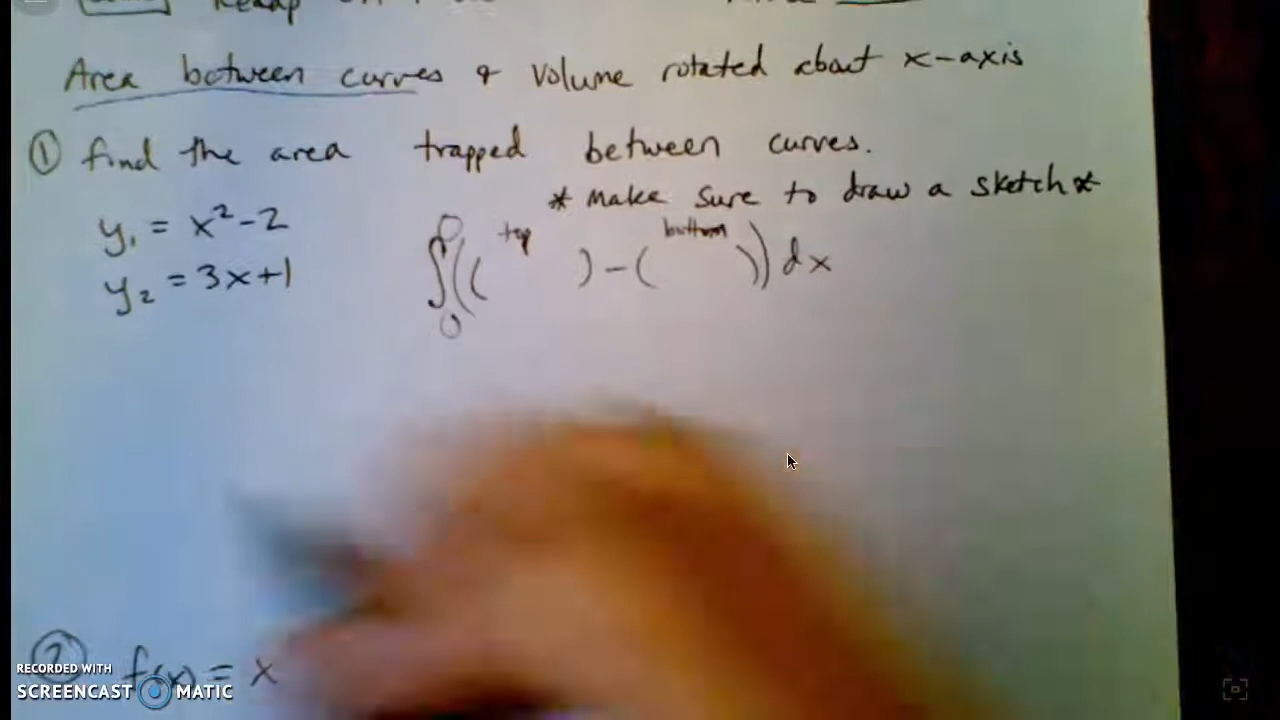 Area between curves & Volume rotated about x-axis
① find the area trapped between curves.
* Make sure to draw a sketch *
y₁ = x²-2
y₂ = 3x+1
∫(( top ) - ( bottom )) dx
② f(x) = x
RECORDED WITH
SCREENCAST MATIC